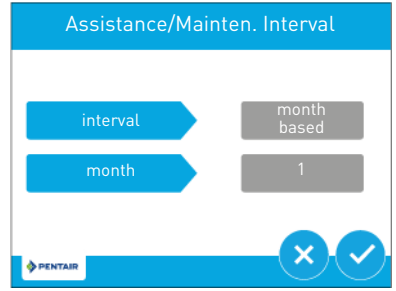 Assistance/Mainten. Interval
interval
month
based
month
1
PENTAIR